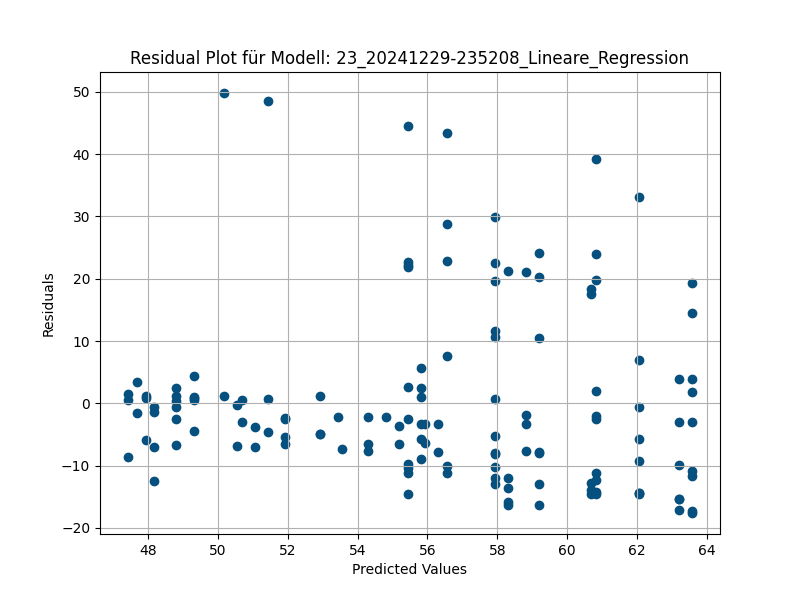 Residual Plot für Modell: 23_20241229-235208_Lineare_Regression
50
40
30
20
10
0
−10
−20
Residuals
48 50 52 54 56 58 60 62 64
Predicted Values